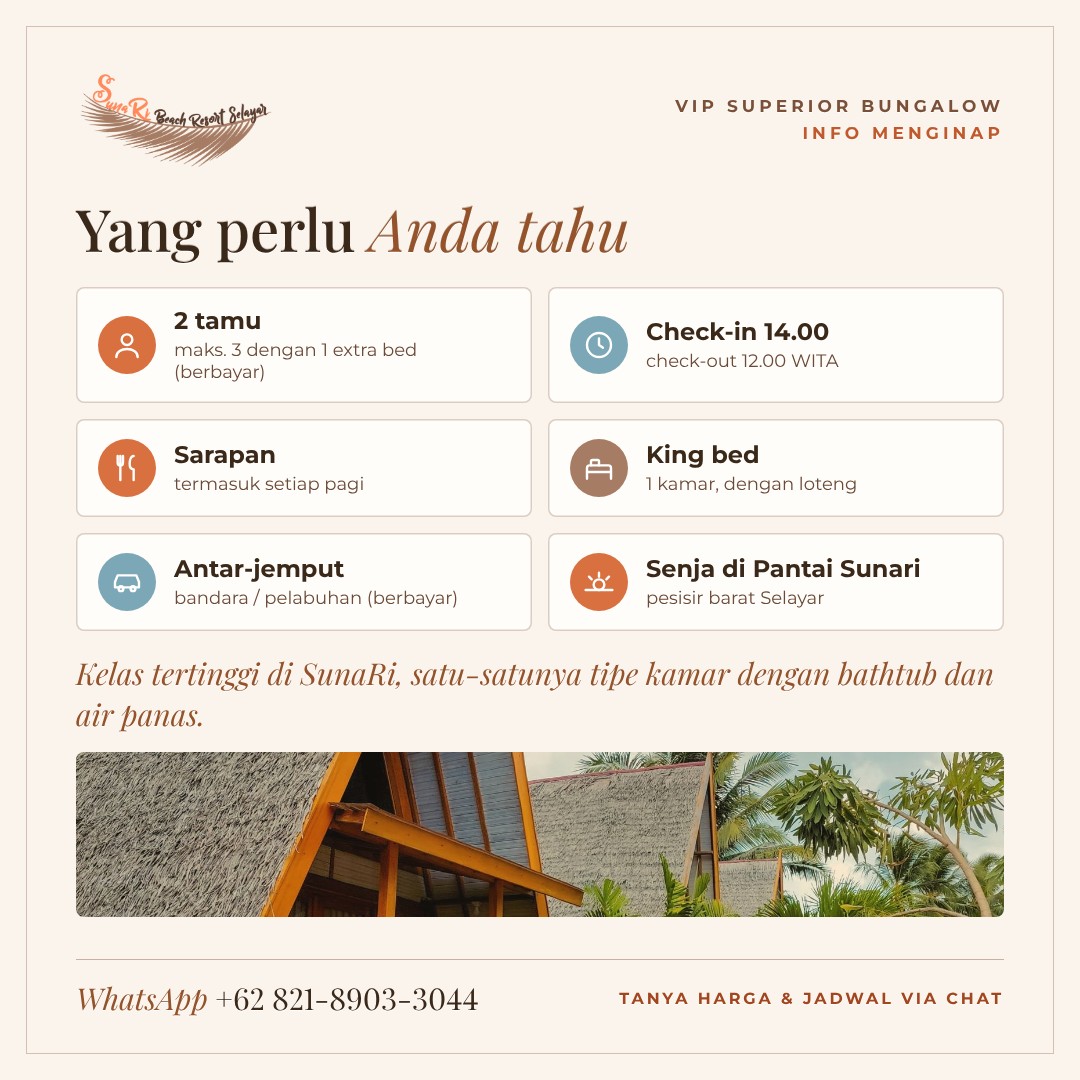 SunaRi Beach Resort Selayar
VIP SUPERIOR BUNGALOW
INFO MENGINAP
Yang perlu Anda tahu
2 tamu
maks. 3 dengan 1 extra bed
(berbayar)
Check-in 14.00
check-out 12.00 WITA
Sarapan
termasuk setiap pagi
King bed
1 kamar, dengan loteng
Antar-jemput
bandara / pelabuhan (berbayar)
Senja di Pantai Sunari
pesisir barat Selayar
Kelas tertinggi di SunaRi, satu-satunya tipe kamar dengan bathtub dan
air panas.
WhatsApp +62 821-8903-3044
TANYA HARGA & JADWAL VIA CHAT